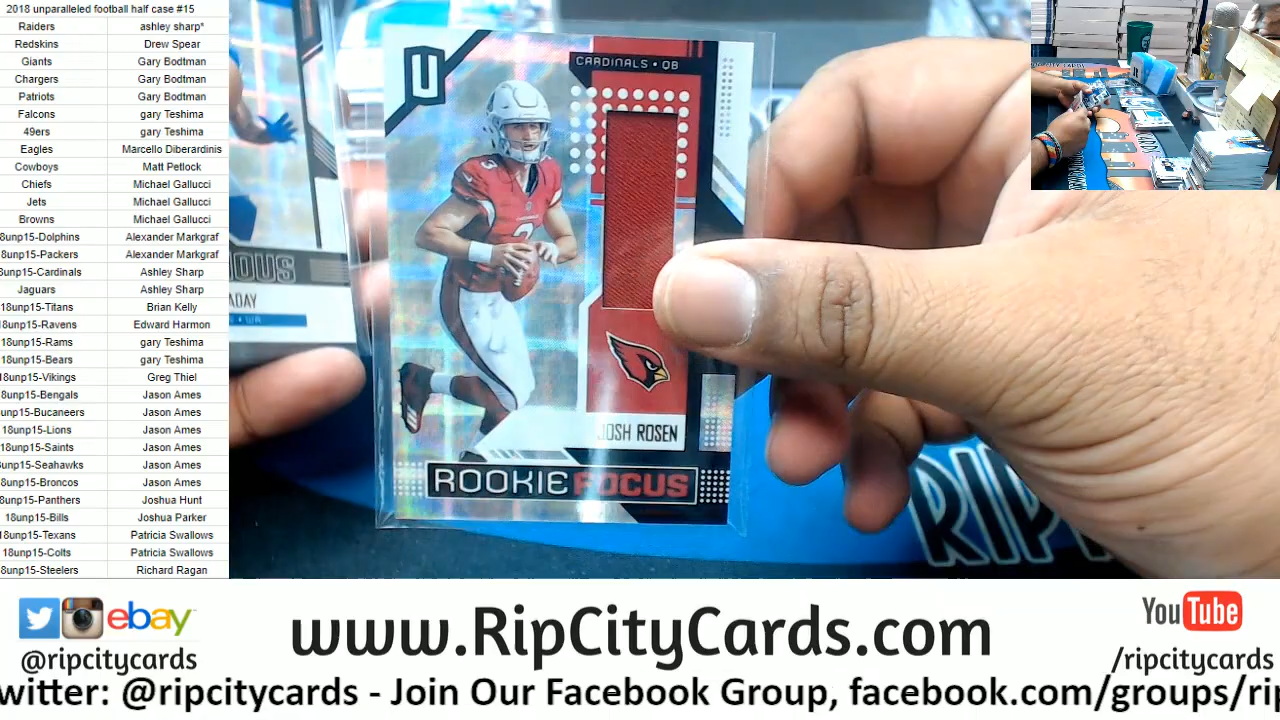 2018 unparalleled football half case #15
Raiders ashley sharp*
Redskins Drew Spear
Giants Gary Bodtman
Chargers Gary Bodtman
Patriots Gary Bodtman
Falcons gary Teshima
49ers gary Teshima
Eagles Marcello Diberardinis
Cowboys Matt Petlock
Chiefs Michael Gallucci
Jets Michael Gallucci
Browns Michael Gallucci
8unp15-Dolphins Alexander Markgraf
8unp15-Packers Alexander Markgraf
8unp15-Cardinals Ashley Sharp
Jaguars Ashley Sharp
18unp15-Titans Brian Kelly
18unp15-Ravens Edward Harmon
18unp15-Rams gary Teshima
18unp15-Bears gary Teshima
18unp15-Vikings Greg Thiel
8unp15-Bengals Jason Ames
unp15-Bucaneers Jason Ames
18unp15-Lions Jason Ames
18unp15-Saints Jason Ames
8unp15-Seahawks Jason Ames
8unp15-Broncos Jason Ames
8unp15-Panthers Joshua Hunt
18unp15-Bills Joshua Parker
18unp15-Texans Patricia Swallows
18unp15-Colts Patricia Swallows
8unp15-Steelers Richard Ragan
U
CARDINALS • QB
3
JOSH ROSEN
ROOKIE FOCUS
OUS
ADAY
WR
RIP
ebay
@ripcitycards
www.RipCityCards.com
YouTube
/ripcitycards
witter: @ripcitycards - Join Our Facebook Group, facebook.com/groups/rip